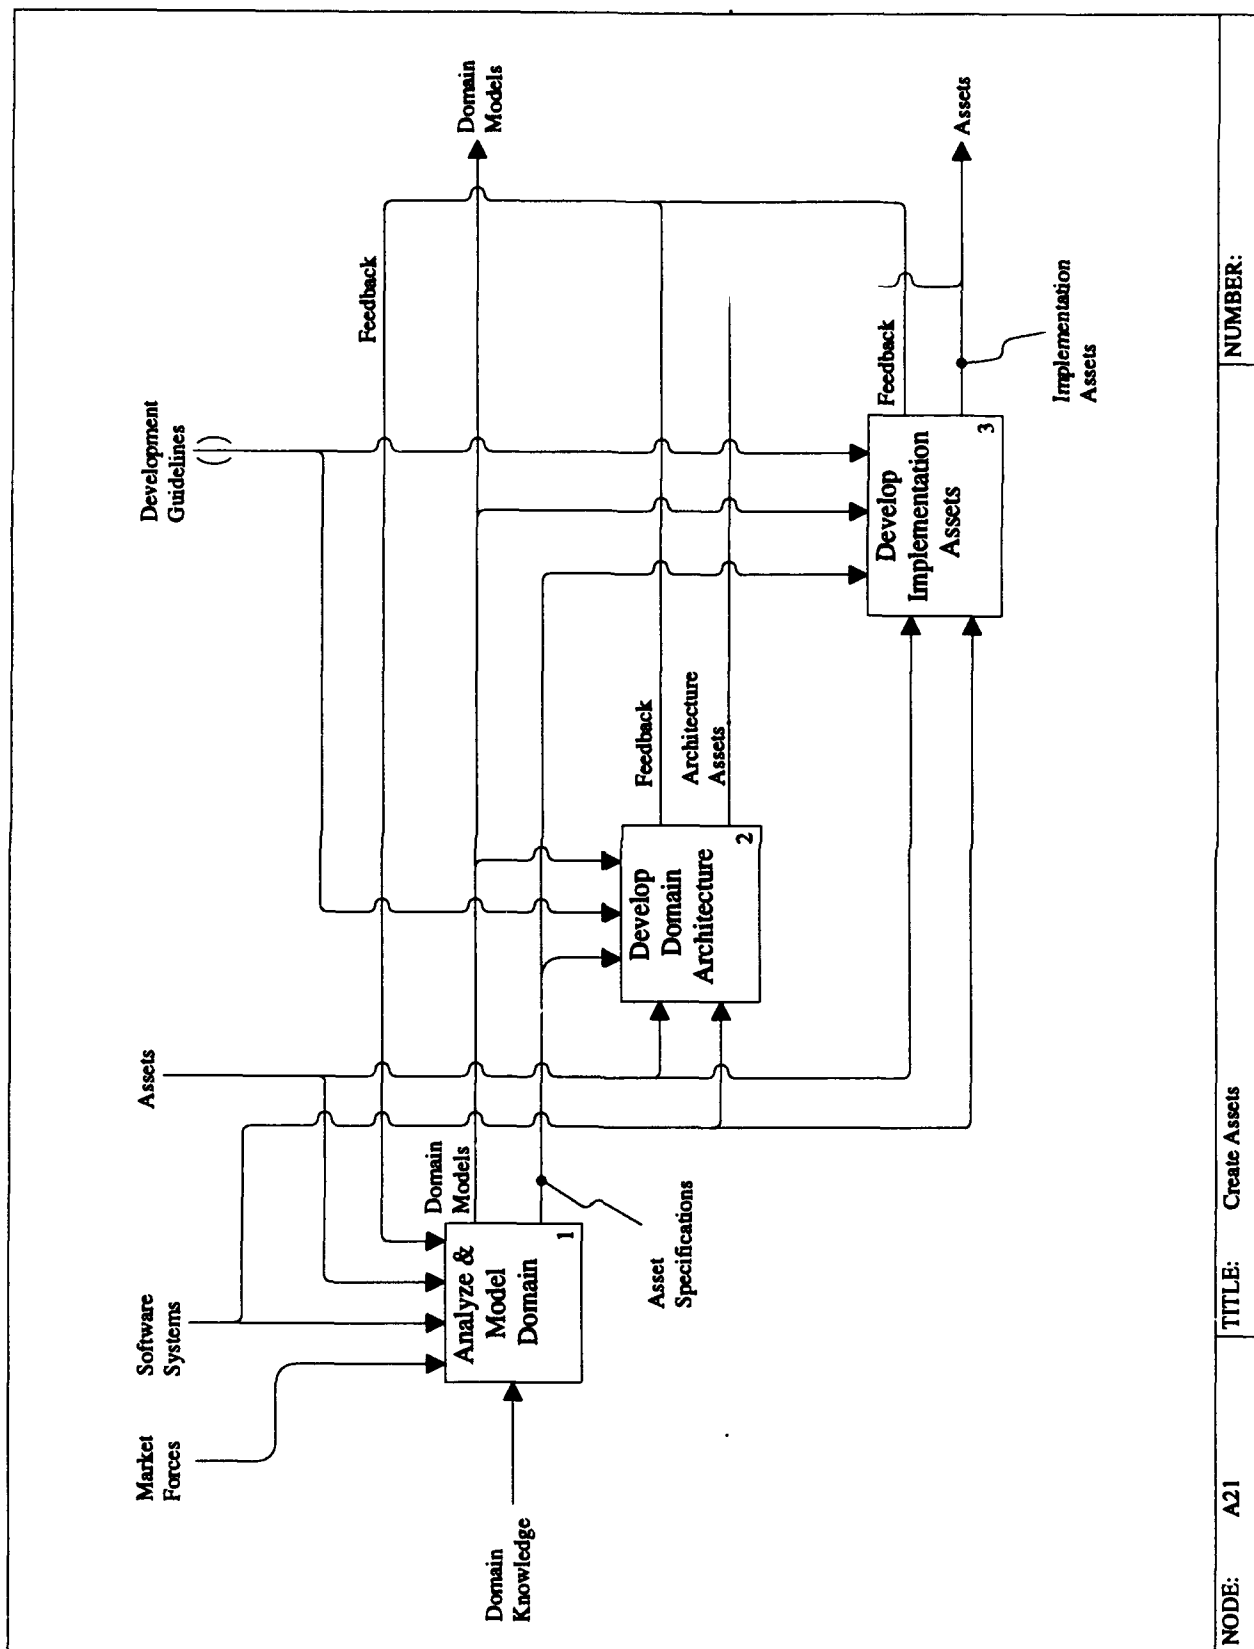 Market
Forces
Software
Systems
Assets
Development
Guidelines
Feedback
Domain
Models
Domain
Knowledge
Analyze &
Model
Domain
1
Domain
Models
Asset
Specifications
Develop
Domain
Architecture
2
Feedback
Architecture
Assets
Develop
Implementation
Assets
3
Feedback
Implementation
Assets
Assets
NODE: A21
TITLE: Create Assets
NUMBER: